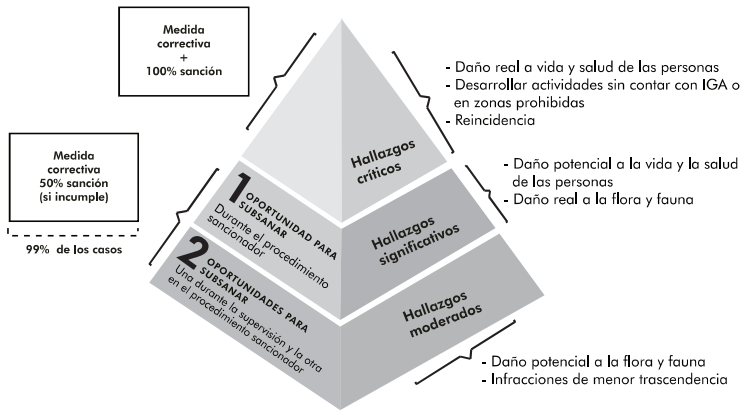 Medida
correctiva
+
100% sanción
- Daño real a vida y salud de las personas
- Desarrollar actividades sin contar con IGA o
en zonas prohibidas
- Reincidencia
Hallazgos
críticos
Medida
correctiva
50% sanción
(si incumple)
99% de los casos
1 OPORTUNIDAD PARA
SUBSANAR
Durante el procedimiento
sancionador
Hallazgos
significativos
- Daño potencial a la vida y la salud
de las personas
- Daño real a la flora y fauna
2 OPORTUNIDADES PARA
SUBSANAR
Una durante la supervisión y la otra
en el procedimiento sancionador
Hallazgos
moderados
- Daño potencial a la flora y fauna
- Infracciones de menor trascendencia